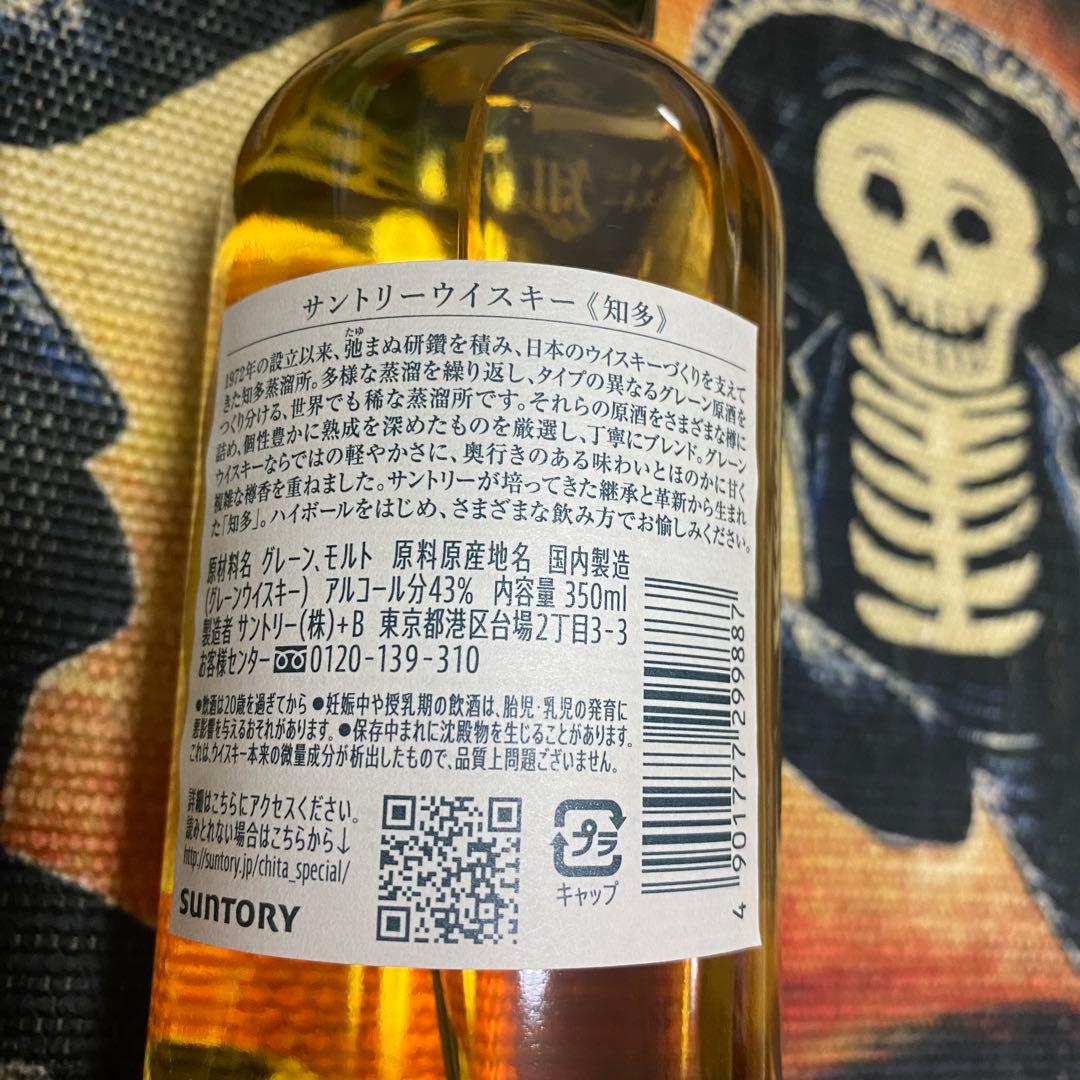 サントリーウイスキー《知多》
たゆ
1972年の設立以来、弛まぬ研鑽を積み、日本のウイスキーづくりを支えて
きた知多蒸溜所。多様な蒸溜を繰り返し、タイプの異なるグレーン原酒を
つくり分ける、世界でも稀な蒸溜所です。それらの原酒をさまざまな樽に
詰め、個性豊かに熟成を深めたものを厳選し、丁寧にブレンド。グレーン
ウイスキーならではの軽やかさに、奥行きのある味わいとほのかに甘く
複雑な樽香を重ねました。サントリーが培ってきた継承と革新から生まれ
た「知多」。ハイボールをはじめ、さまざまな飲み方でお愉しみください。
原材料名 グレーン、モルト 原料原産地名 国内製造
(グレーンウイスキー) アルコール分43% 内容量 350ml
製造者 サントリー(株)+B 東京都港区台場2丁目3-3
お客様センター 0120-139-310
●飲酒は20歳を過ぎてから ●妊娠中や授乳期の飲酒は、胎児・乳児の発育に
悪影響を与えるおそれがあります。 ●保存中まれに沈殿物を生じることがあります。
これは、ウイスキー本来の微量成分が析出したもので、品質上問題ございません。
詳細はこちらにアクセスください。
読みとれない場合はこちらから↓
http://suntory.jp/chita_special/
SUNTORY
プラ
キャップ
4 901777 299887
知